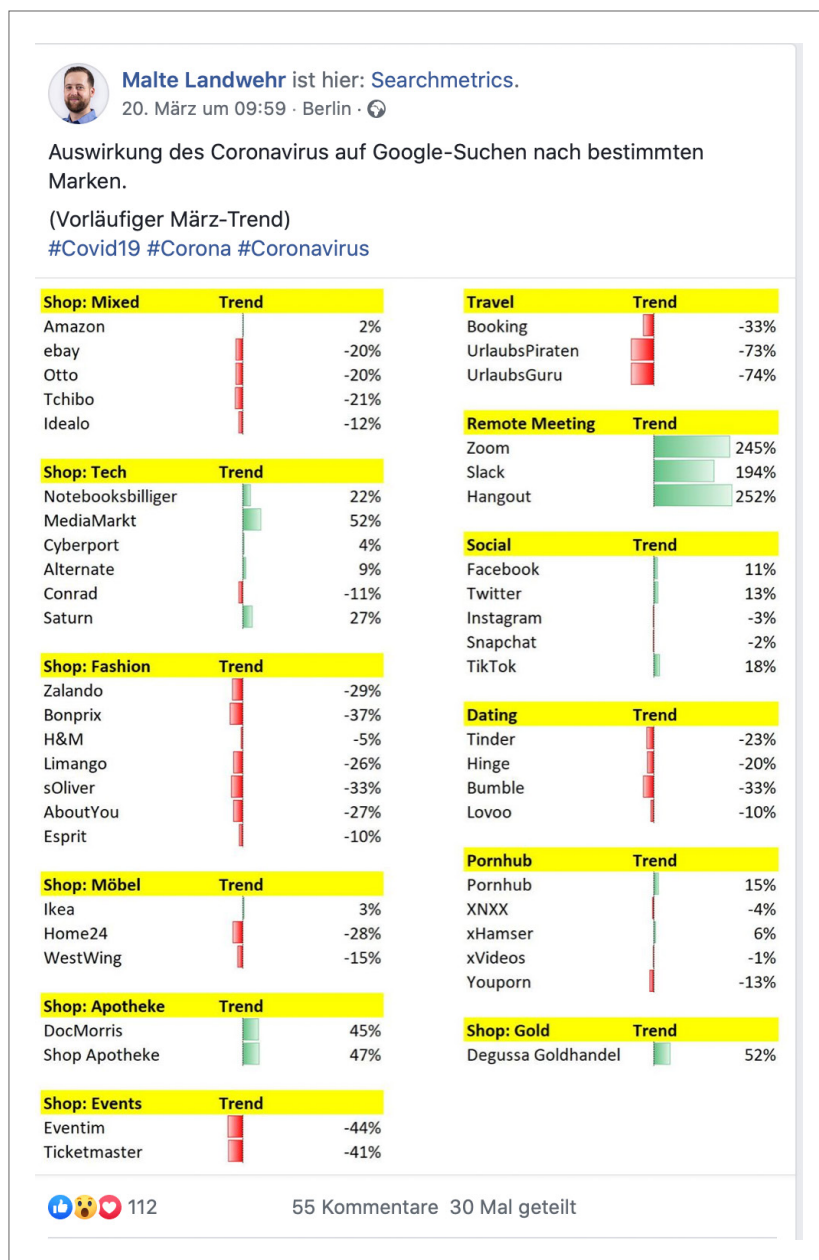 Malte Landwehr ist hier: Searchmetrics.
20. März um 09:59 · Berlin ·
Auswirkung des Coronavirus auf Google-Suchen nach bestimmten
Marken.
(Vorläufiger März-Trend)
#Covid19 #Corona #Coronavirus
Shop: Mixed Trend
Amazon 2%
ebay -20%
Otto -20%
Tchibo -21%
Idealo -12%
Shop: Tech Trend
Notebooksbilliger 22%
MediaMarkt 52%
Cyberport 4%
Alternate 9%
Conrad -11%
Saturn 27%
Shop: Fashion Trend
Zalando -29%
Bonprix -37%
H&M -5%
Limango -26%
sOliver -33%
AboutYou -27%
Esprit -10%
Shop: Möbel Trend
Ikea 3%
Home24 -28%
WestWing -15%
Shop: Apotheke Trend
DocMorris 45%
Shop Apotheke 47%
Shop: Events Trend
Eventim -44%
Ticketmaster -41%
Travel Trend
Booking -33%
UrlaubsPiraten -73%
UrlaubsGuru -74%
Remote Meeting Trend
Zoom 245%
Slack 194%
Hangout 252%
Social Trend
Facebook 11%
Twitter 13%
Instagram -3%
Snapchat -2%
TikTok 18%
Dating Trend
Tinder -23%
Hinge -20%
Bumble -33%
Lovoo -10%
Pornhub Trend
Pornhub 15%
XNXX -4%
xHamser 6%
xVideos -1%
Youporn -13%
Shop: Gold Trend
Degussa Goldhandel 52%
112 55 Kommentare 30 Mal geteilt